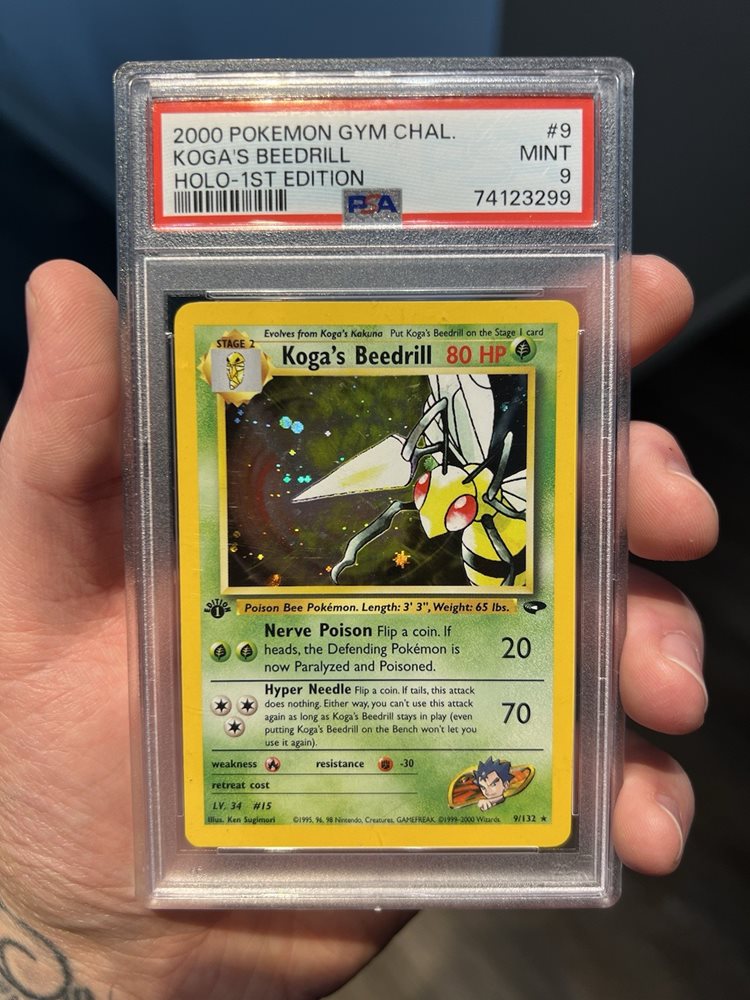 2000 POKEMON GYM CHAL. #9
KOGA'S BEEDRILL MINT
HOLO-1ST EDITION 9
PSA 74123299
Evolves from Koga's Kakuna Put Koga's Beedrill on the Stage 1 card
STAGE 2
Koga's Beedrill 80 HP
Poison Bee Pokémon. Length: 3' 3", Weight: 65 lbs.
EDITION
1
Nerve Poison Flip a coin. If
heads, the Defending Pokémon is
now Paralyzed and Poisoned.
20
Hyper Needle Flip a coin. If tails, this attack
does nothing. Either way, you can't use this attack
again as long as Koga's Beedrill stays in play (even
putting Koga's Beedrill on the Bench won't let you
use it again).
70
weakness resistance -30
retreat cost
LV. 34 #15
Illus. Ken Sugimori ©1995, 96, 98 Nintendo, Creatures, GAMEFREAK. ©1999-2000 Wizards. 9/132 ★